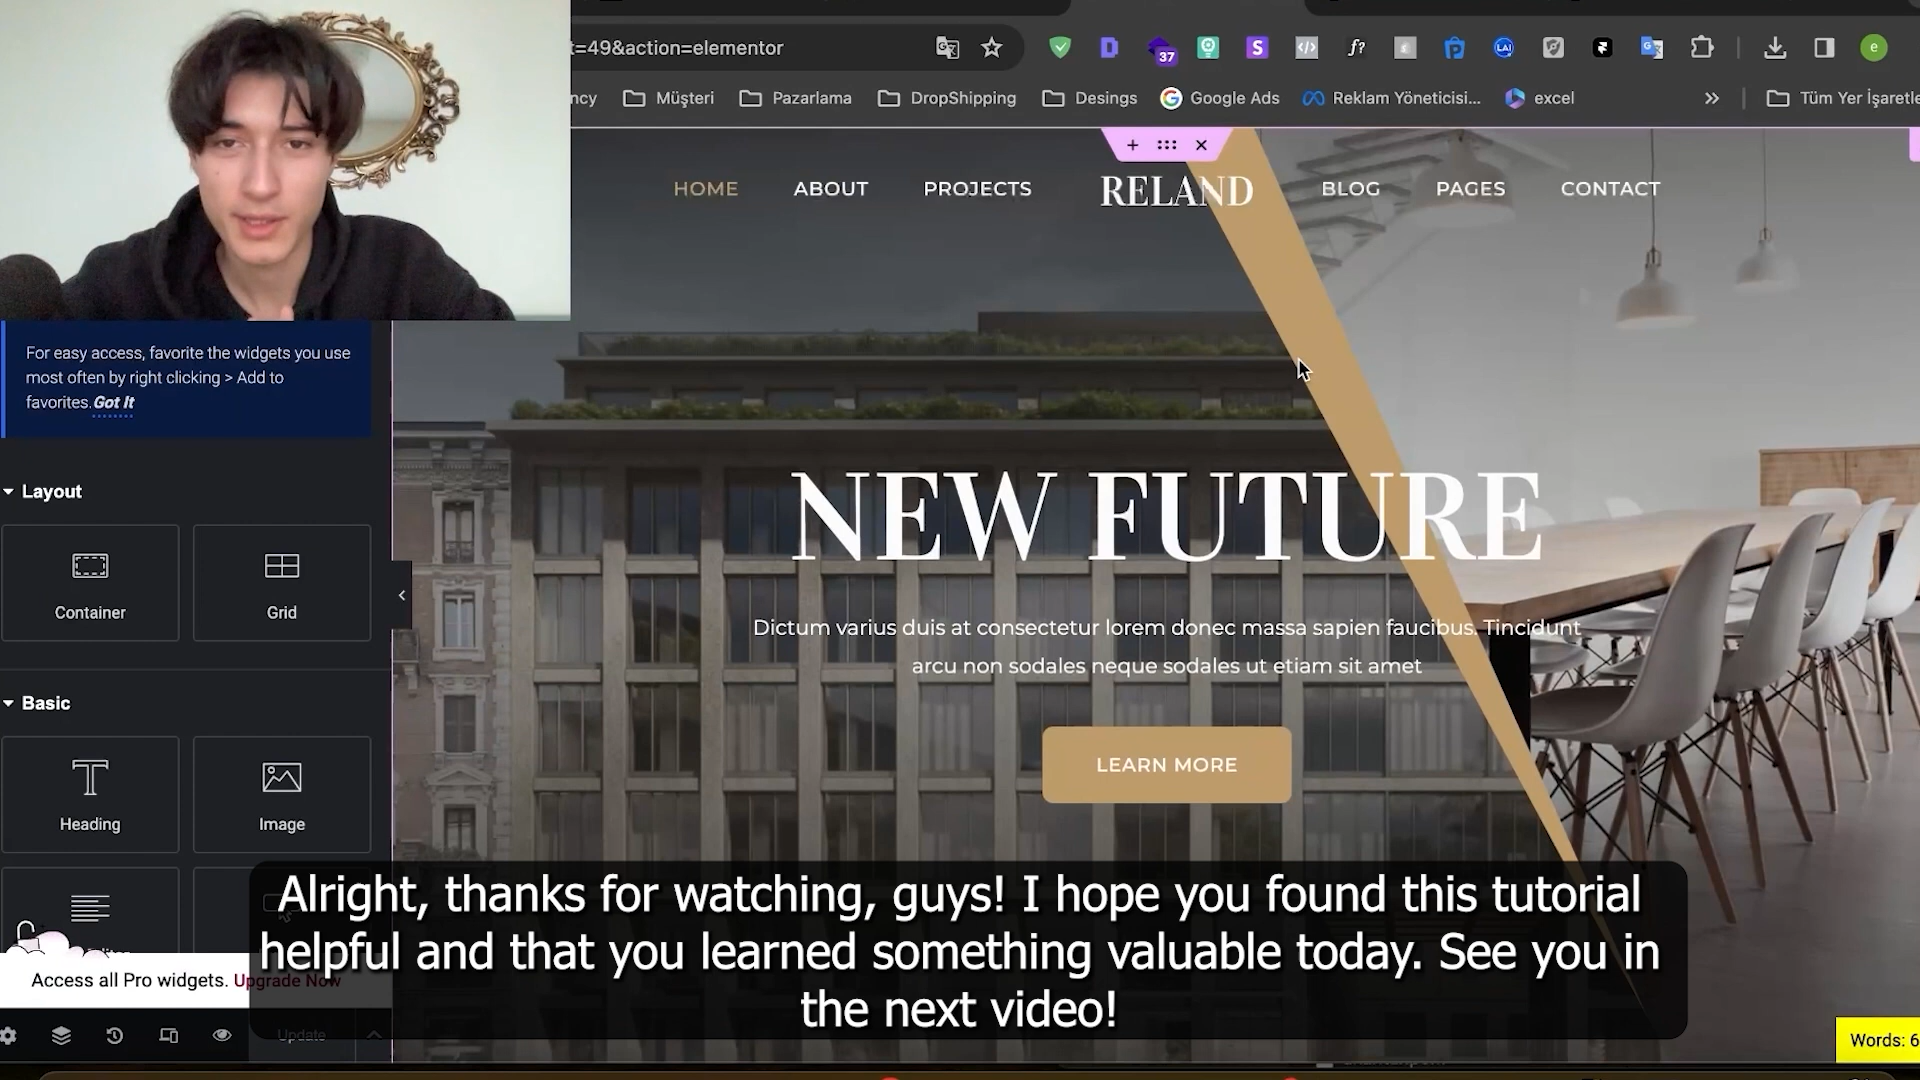 t=49&action=elementor
37
ncy
Müşteri
Pazarlama
DropShipping
Desings
Google Ads
Reklam Yöneticisi...
excel
Tüm Yer İşaretle
HOME
ABOUT
PROJECTS
RELAND
BLOG
PAGES
CONTACT
For easy access, favorite the widgets you use
most often by right clicking > Add to
favorites. Got It
Layout
Container
Grid
Basic
Heading
Image
NEW FUTURE
Dictum varius duis at consectetur lorem donec massa sapien faucibus. Tincidunt
arcu non sodales neque sodales ut etiam sit amet
LEARN MORE
Alright, thanks for watching, guys! I hope you found this tutorial
helpful and that you learned something valuable today. See you in
the next video!
Access all Pro widgets. Upgrade Now
Update
Words: 6